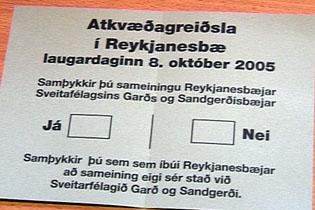 Atkvæðagreiðsla
í Reykjanesbæ
laugardaginn 8. október 2005
Samþykkir þú sameiningu Reykjanesbæjar
Sveitafélagsins Garðs og Sandgerðisbæjar
Já Nei
Samþykkir þú sem sem íbúi Reykjanesbæjar
að sameining eigi sér stað við
Sveitarfélagið Garð og Sandgerði.